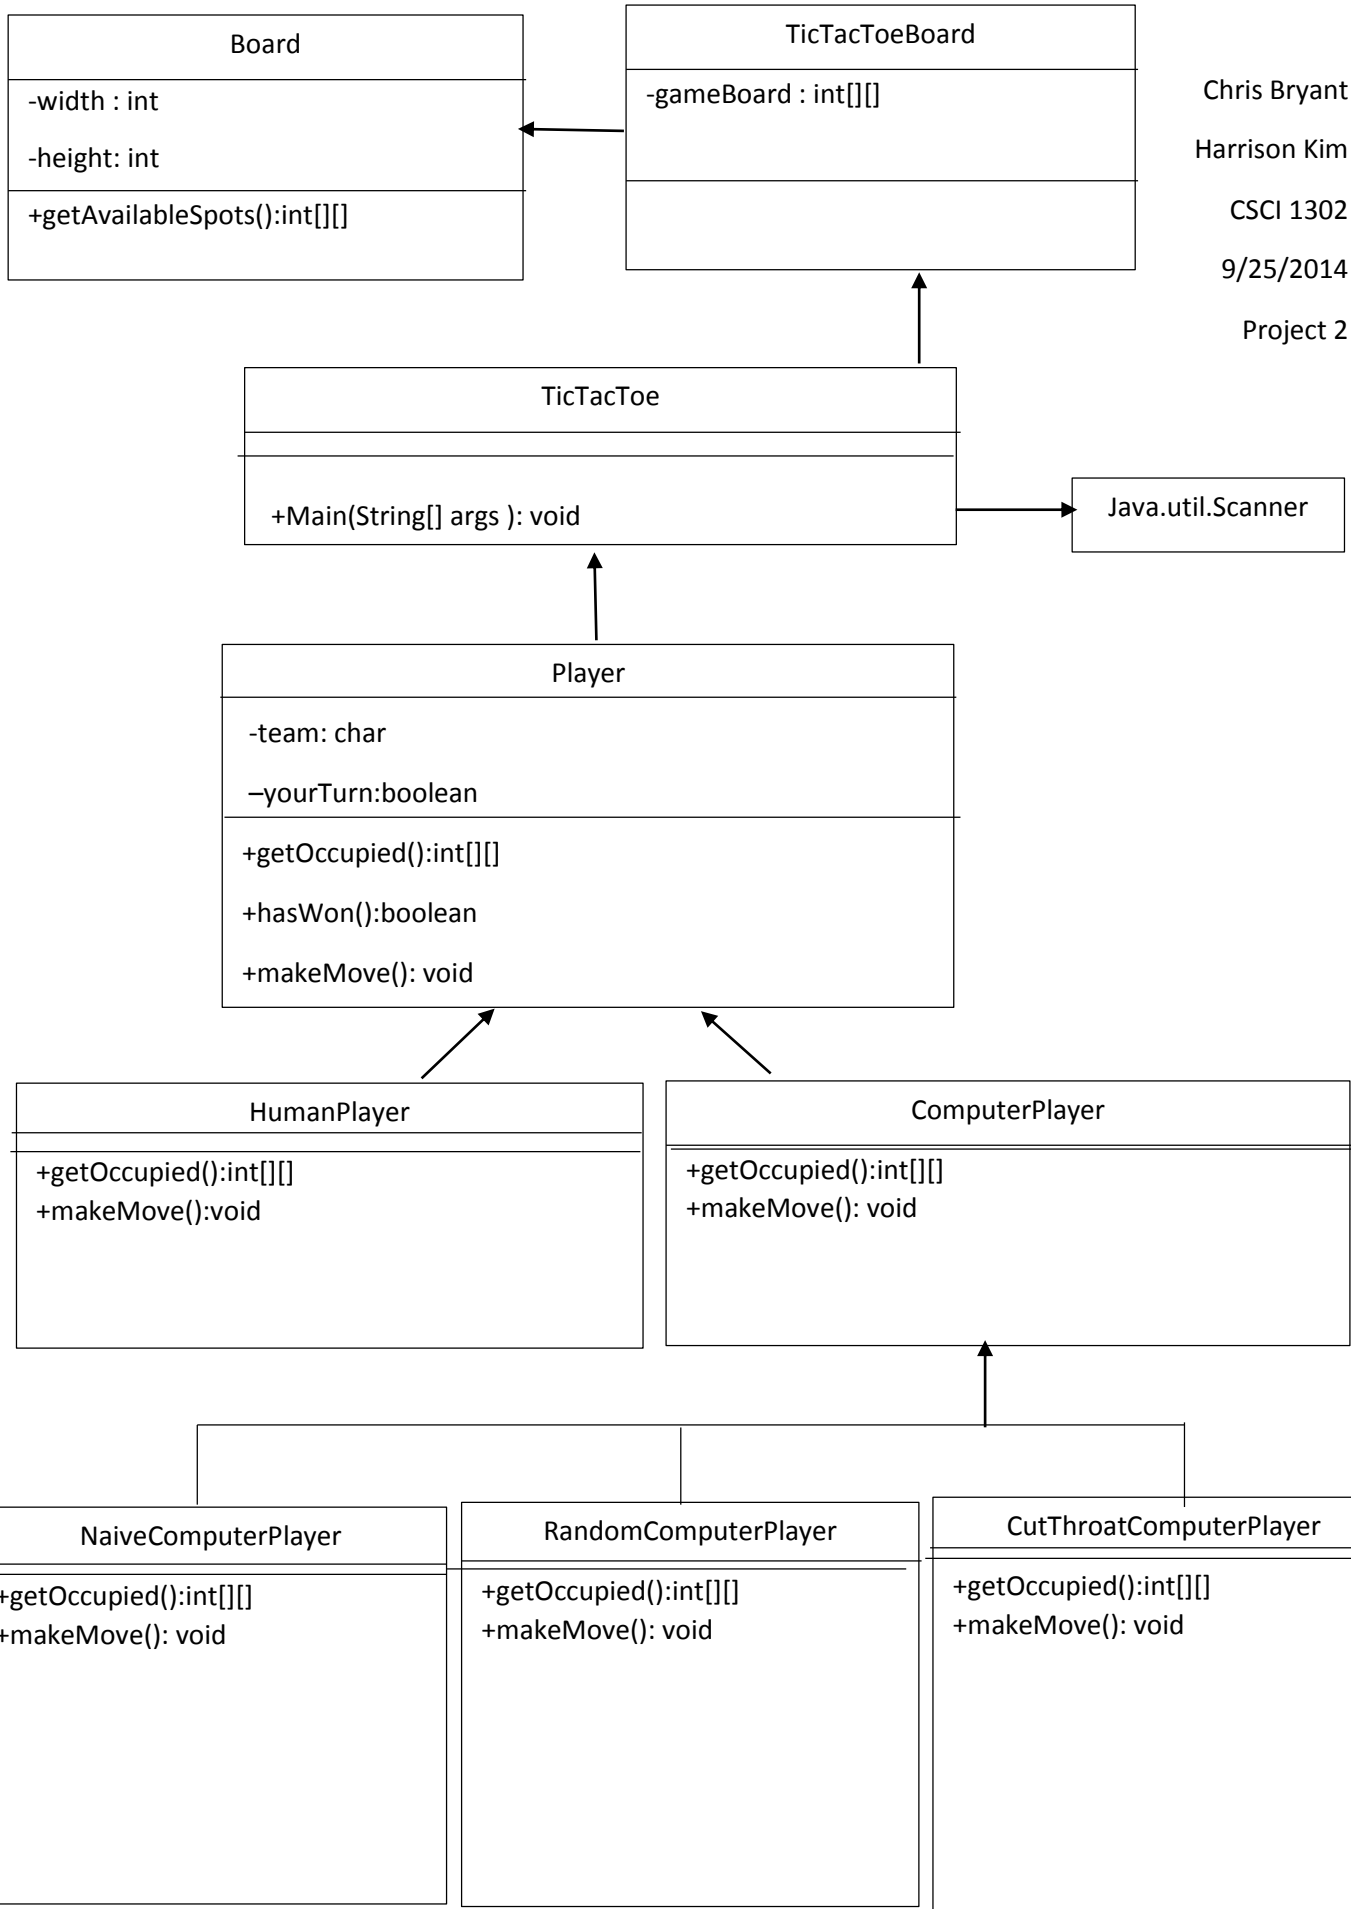 Board
-width : int
-height: int
+getAvailableSpots():int[][]
TicTacToeBoard
-gameBoard : int[][]
Chris Bryant
Harrison Kim
CSCI 1302
9/25/2014
Project 2
TicTacToe
+Main(String[] args ): void
Java.util.Scanner
Player
-team: char
–yourTurn:boolean
+getOccupied():int[][]
+hasWon():boolean
+makeMove(): void
HumanPlayer
+getOccupied():int[][]
+makeMove():void
ComputerPlayer
+getOccupied():int[][]
+makeMove(): void
NaiveComputerPlayer
+getOccupied():int[][]
+makeMove(): void
RandomComputerPlayer
+getOccupied():int[][]
+makeMove(): void
CutThroatComputerPlayer
+getOccupied():int[][]
+makeMove(): void